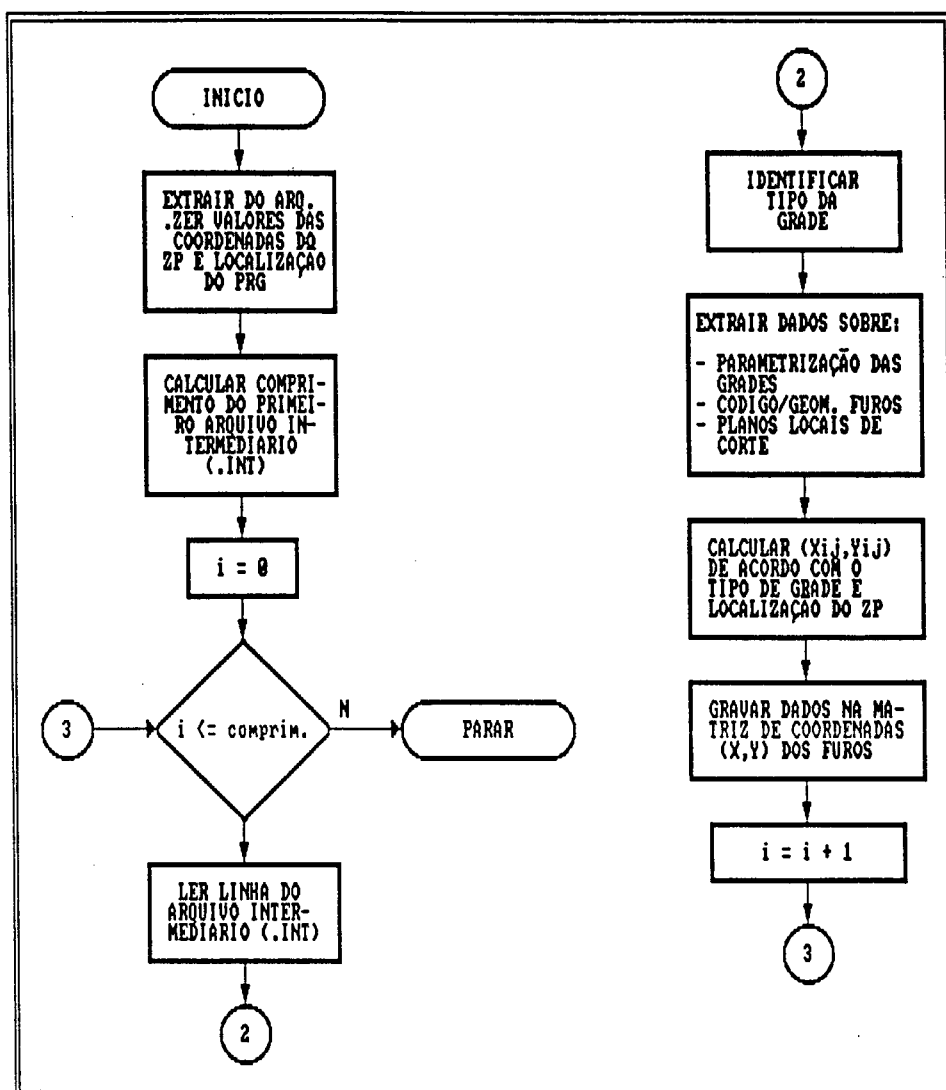 INICIO
EXTRAIR DO ARQ.
.ZER VALORES DAS
COORDENADAS DO
ZP E LOCALIZAÇÃO
DO PRG
CALCULAR COMPRI-
MENTO DO PRIMEI-
RO ARQUIVO IN-
TERMEDIARIO
(.INT)
i = 0
3
i <= comprim.
N
PARAR
LER LINHA DO
ARQUIVO INTER-
MEDIARIO (.INT)
2
2
IDENTIFICAR
TIPO DA
GRADE
EXTRAIR DADOS SOBRE:
- PARAMETRIZAÇÃO DAS
GRADES
- CODIGO/GEOM. FUROS
- PLANOS LOCAIS DE
CORTE
CALCULAR (Xij,Yij)
DE ACORDO COM O
TIPO DE GRADE E
LOCALIZAÇAO DO ZP
GRAVAR DADOS NA MA-
TRIZ DE COORDENADAS
(X,Y) DOS FUROS
i = i + 1
3